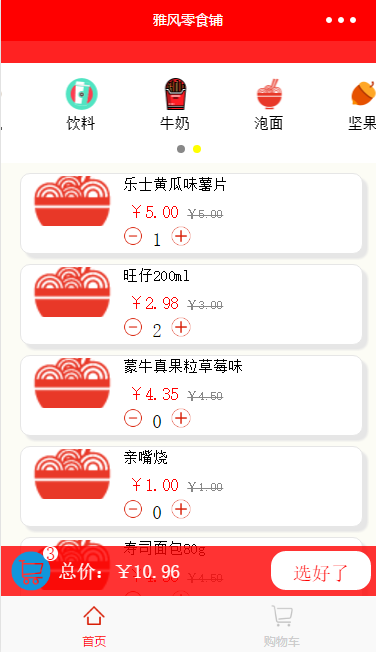 雅风零食铺
饮料 牛奶 泡面 坚果
乐士黄瓜味薯片
￥5.00 ￥5.00
1
旺仔200ml
￥2.98 ￥3.00
2
蒙牛真果粒草莓味
￥4.35 ￥4.50
0
亲嘴烧
￥1.00 ￥1.00
0
寿司面包80g
￥4.50
3
总价：￥10.96 选好了
首页 购物车